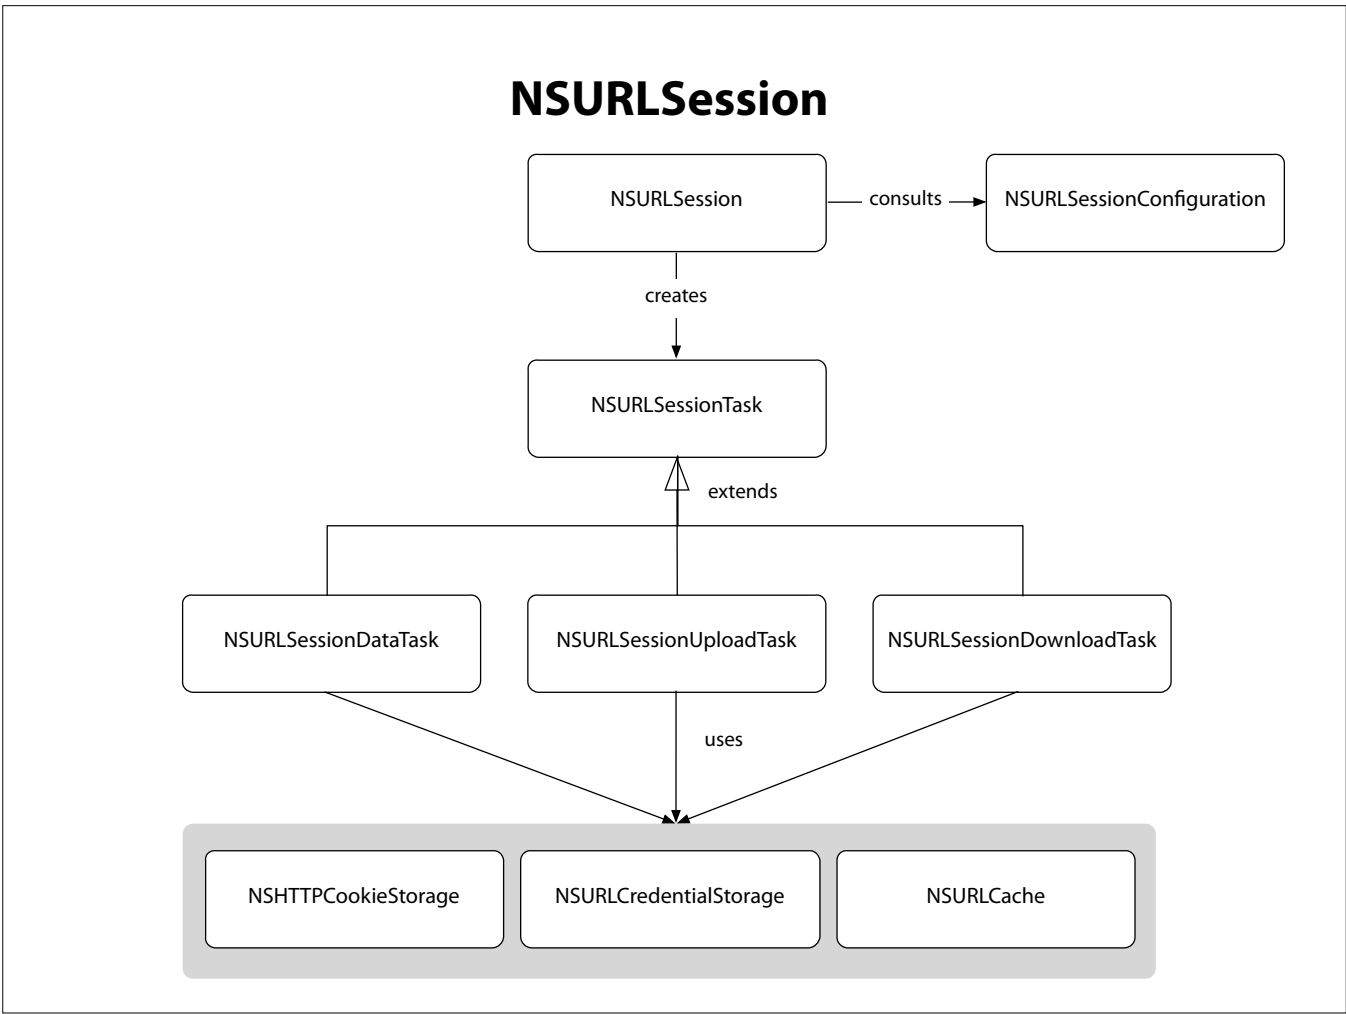 NSURLSession
NSURLSession
consults
NSURLSessionConfiguration
creates
NSURLSessionTask
extends
NSURLSessionDataTask
NSURLSessionUploadTask
NSURLSessionDownloadTask
uses
NSHTTPCookieStorage
NSURLCredentialStorage
NSURLCache